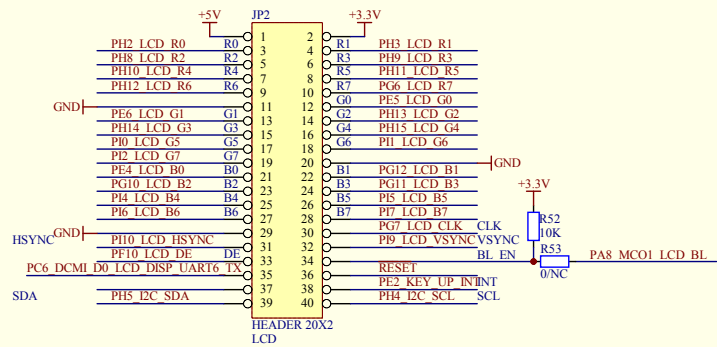 +5V JP2 +3.3V
1 2
PH2_LCD_R0 R0 3 4 R1 PH3_LCD_R1
PH8_LCD_R2 R2 5 6 R3 PH9_LCD_R3
PH10_LCD_R4 R4 7 8 R5 PH11_LCD_R5
PH12_LCD_R6 R6 9 10 R7 PG6_LCD_R7
GND 11 12 G0 PE5_LCD_G0
PE6_LCD_G1 G1 13 14 G2 PH13_LCD_G2
PH14_LCD_G3 G3 15 16 G4 PH15_LCD_G4
PI0_LCD_G5 G5 17 18 G6 PI1_LCD_G6
PI2_LCD_G7 G7 19 20 GND
PE4_LCD_B0 B0 21 22 B1 PG12_LCD_B1
PG10_LCD_B2 B2 23 24 B3 PG11_LCD_B3
PI4_LCD_B4 B4 25 26 B5 PI5_LCD_B5
PI6_LCD_B6 B6 27 28 B7 PI7_LCD_B7
GND 29 30 PG7_LCD_CLK CLK
HSYNC PI10_LCD_HSYNC 31 32 PI9_LCD_VSYNC VSYNC
PF10_LCD_DE DE 33 34 BL_EN
PC6_DCMI_D0_LCD_DISP_UART6_TX 35 36 RESET
37 38 PE2_KEY_UP_INT INT
SDA PH5_I2C_SDA 39 40 PH4_I2C_SCL SCL
HEADER 20X2
LCD
+3.3V
R52
10K
R53
0/NC
PA8_MCO1_LCD_BL